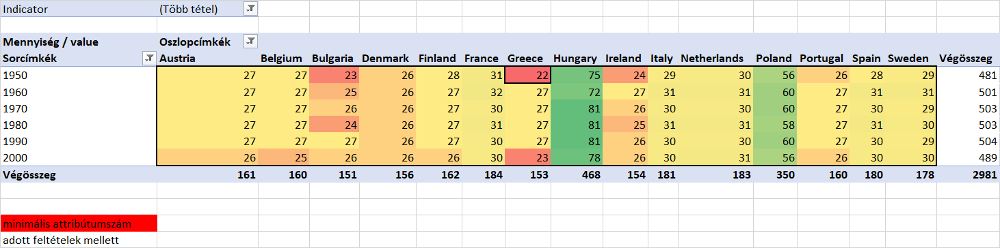 Indicator (Több tétel)
Mennyiség / value Oszlopcímkék
Sorcímkék Austria Belgium Bulgaria Denmark Finland France Greece Hungary Ireland Italy Netherlands Poland Portugal Spain Sweden Végösszeg
1950 27 27 23 26 28 31 22 75 24 29 30 56 26 28 29 481
1960 27 27 25 26 27 32 27 72 27 31 31 60 27 31 31 501
1970 27 27 26 26 27 30 27 81 26 30 30 60 27 30 29 503
1980 27 27 24 26 27 31 27 81 25 31 31 58 27 31 30 503
1990 27 27 27 26 27 30 27 81 26 30 30 60 27 30 29 504
2000 26 25 26 26 26 30 23 78 26 30 31 56 26 30 30 489
Végösszeg 161 160 151 156 162 184 153 468 154 181 183 350 160 180 178 2981
minimális attribútumszám
adott feltételek mellett